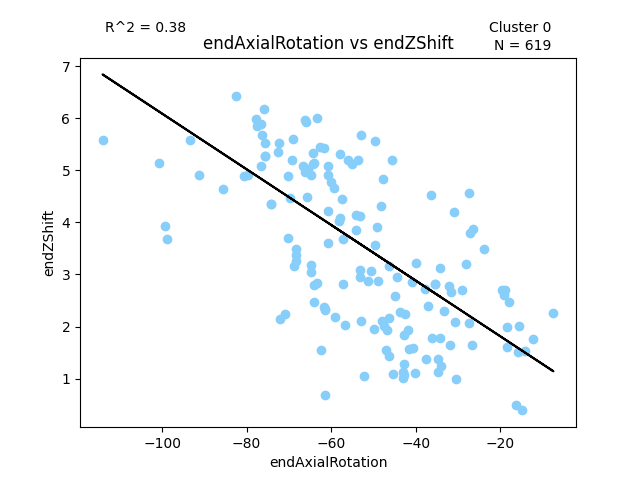 R^2 = 0.38
Cluster 0
endAxialRotation vs endZShift
N = 619
7
6
5
4
3
2
1
endZShift
−100
−80
−60
−40
−20
endAxialRotation